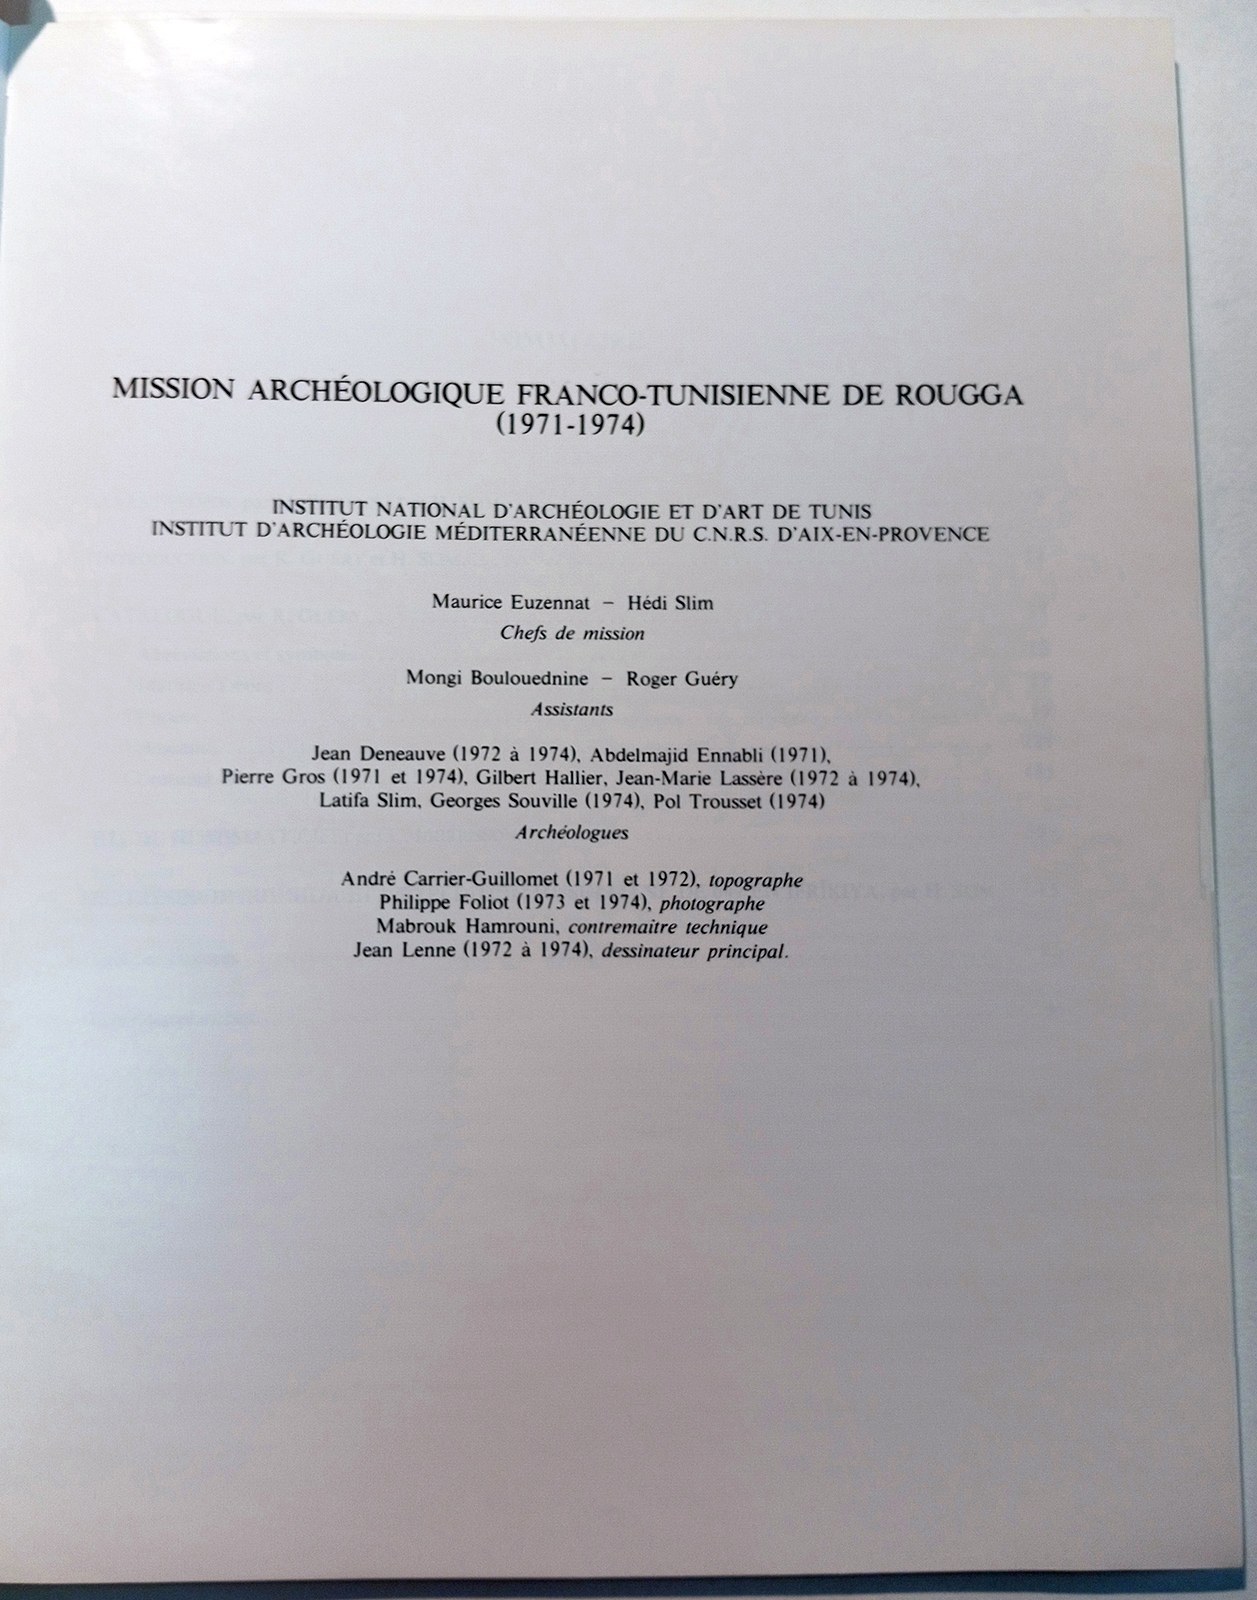 MISSION ARCHÉOLOGIQUE FRANCO-TUNISIENNE DE ROUGGA
(1971-1974)
INSTITUT NATIONAL D'ARCHÉOLOGIE ET D'ART DE TUNIS
INSTITUT D'ARCHÉOLOGIE MÉDITERRANÉENNE DU C.N.R.S. D'AIX-EN-PROVENCE
Maurice Euzennat – Hédi Slim
Chefs de mission
Mongi Boulouednine – Roger Guéry
Assistants
Jean Deneauve (1972 à 1974), Abdelmajid Ennabli (1971),
Pierre Gros (1971 et 1974), Gilbert Hallier, Jean-Marie Lassère (1972 à 1974),
Latifa Slim, Georges Souville (1974), Pol Trousset (1974)
Archéologues
André Carrier-Guillomet (1971 et 1972), topographe
Philippe Foliot (1973 et 1974), photographe
Mabrouk Hamrouni, contremaitre technique
Jean Lenne (1972 à 1974), dessinateur principal.